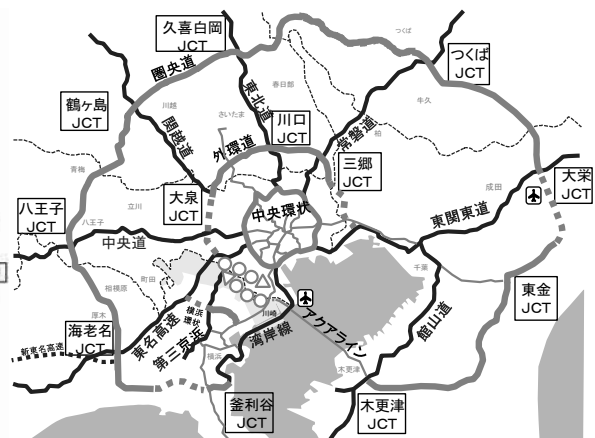 久喜白岡
JCT
つくば
つくば
JCT
圏央道
春日部
東北道
牛久
鶴ヶ島
JCT
川越
さいたま
川口
JCT
常磐道
柏
関越道
外環道
三郷
JCT
青梅
大泉
JCT
成田
大栄
JCT
八王子
JCT
立川
中央環状
東関東道
八王子
中央道
千葉
町田
相模原
東金
JCT
厚木
横浜
環状
川崎
アクアライン
館山道
海老名
JCT
東名高速
第三京浜
湾岸線
新東名高速
横浜
木更津
釜利谷
JCT
木更津
JCT